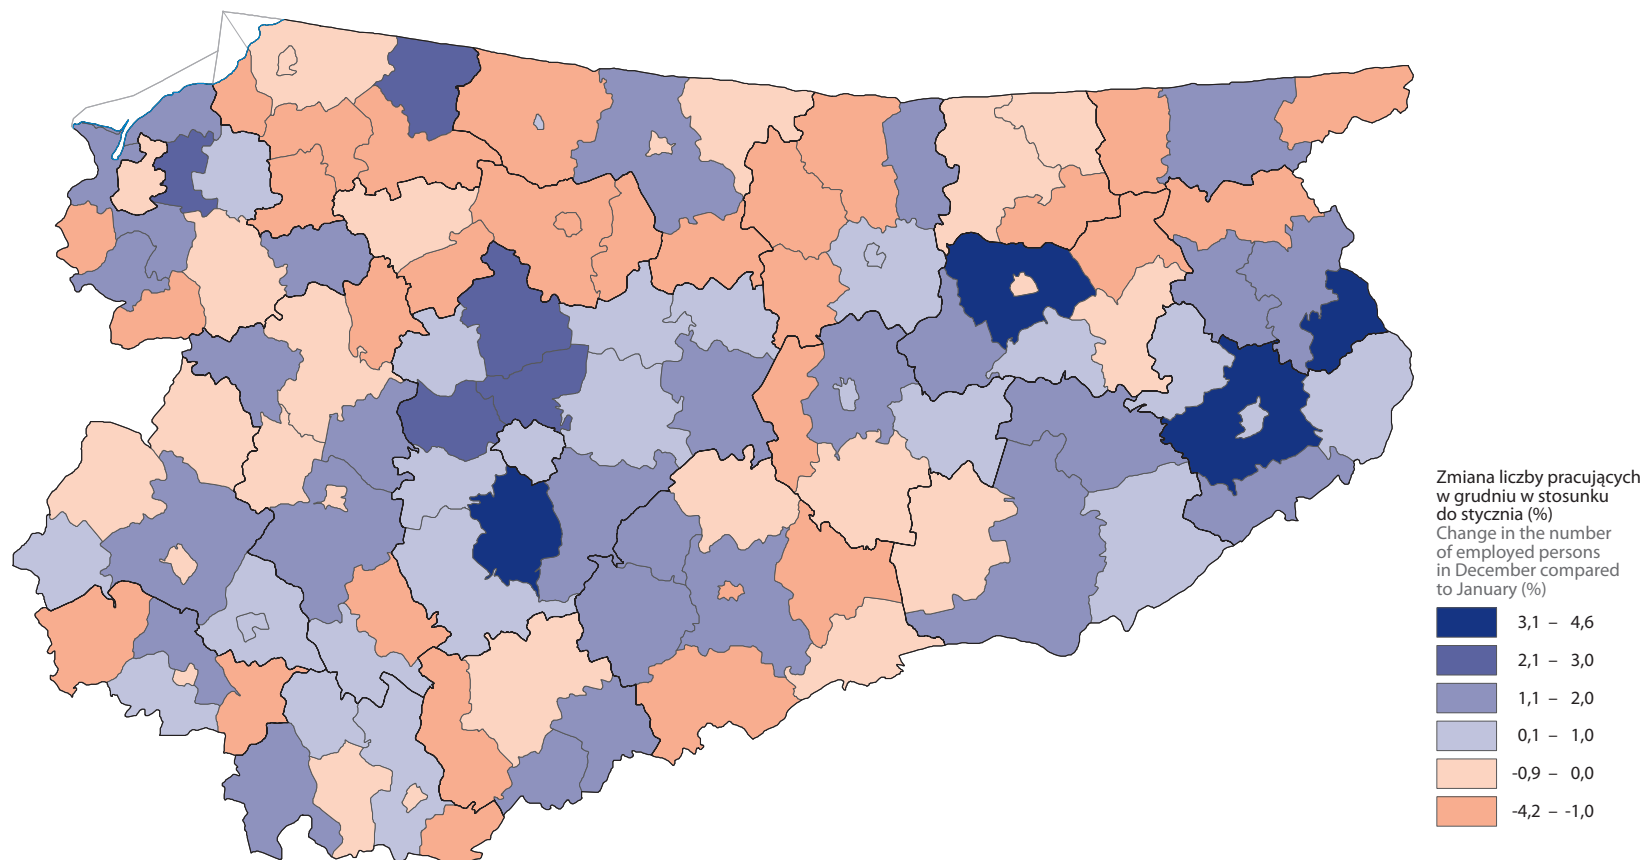 Zmiana liczby pracujących
w grudniu w stosunku
do stycznia (%)
Change in the number
of employed persons
in December compared
to January (%)
3,1 – 4,6
2,1 – 3,0
1,1 – 2,0
0,1 – 1,0
-0,9 – 0,0
-4,2 – -1,0